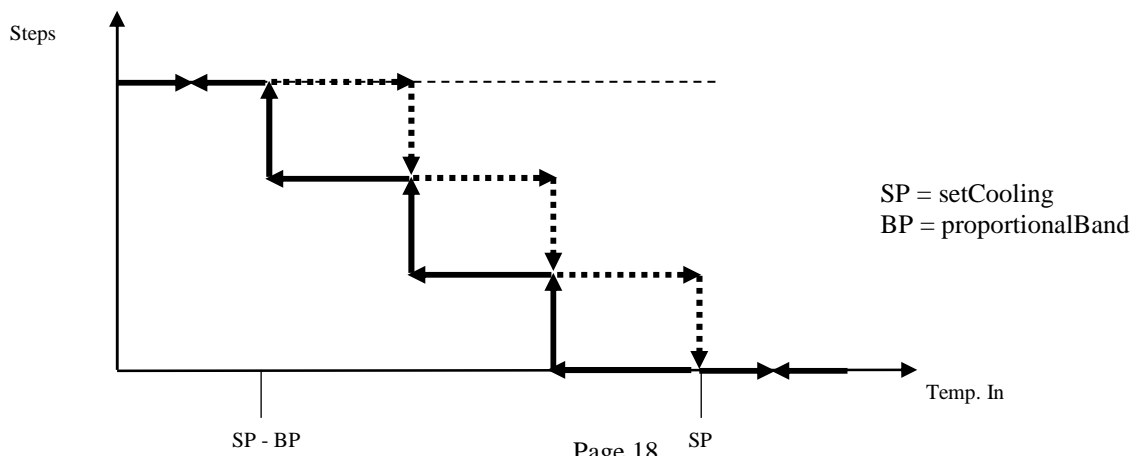 Steps
SP = setCooling
BP = proportionalBand
Temp. In
SP - BP
SP
Page 18